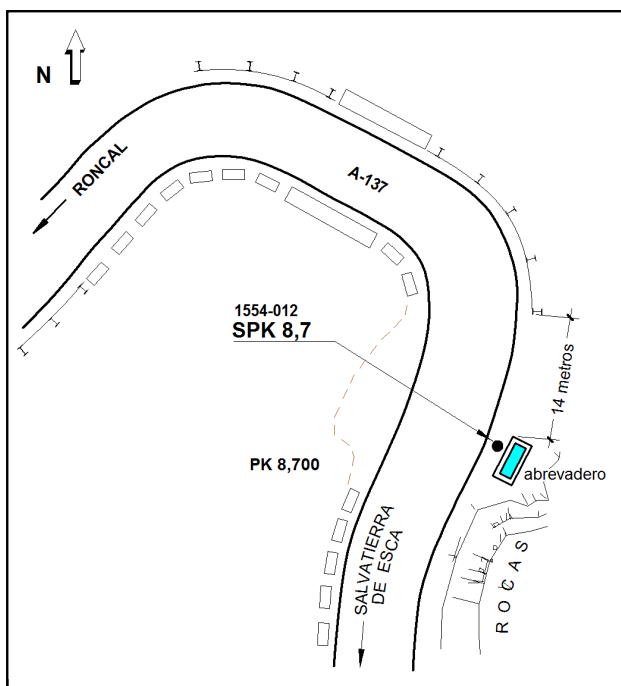 N
RONCAL
A-137
1554-012
SPK 8,7
14 metros
PK 8,700
abrevadero
SALVATIERRA
DE ESCA
ROCAS